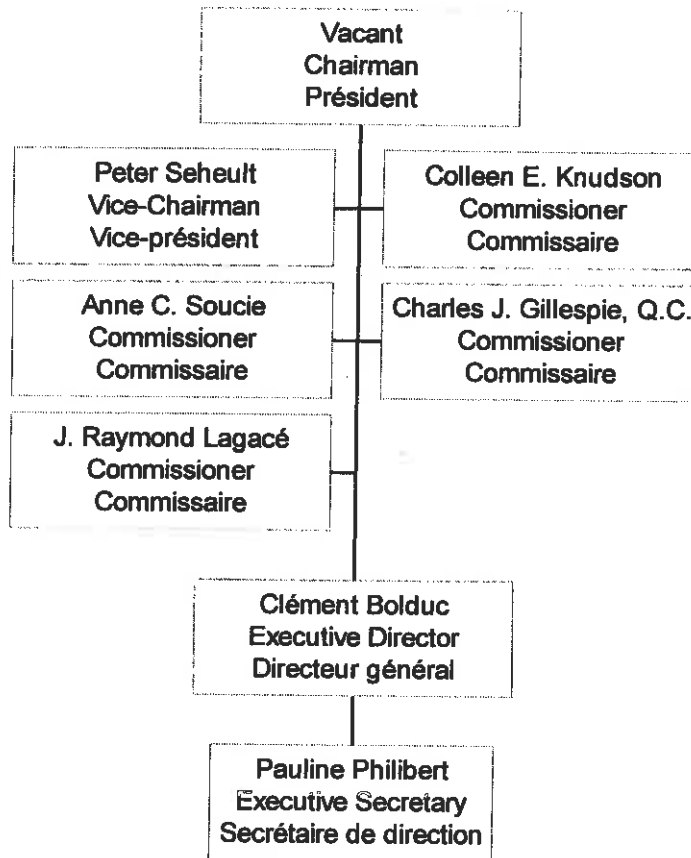 Vacant
Chairman
Président
Peter Seheult
Vice-Chairman
Vice-président
Colleen E. Knudson
Commissioner
Commissaire
Anne C. Soucie
Commissioner
Commissaire
Charles J. Gillespie, Q.C.
Commissioner
Commissaire
J. Raymond Lagacé
Commissioner
Commissaire
Clément Bolduc
Executive Director
Directeur général
Pauline Philibert
Executive Secretary
Secrétaire de direction